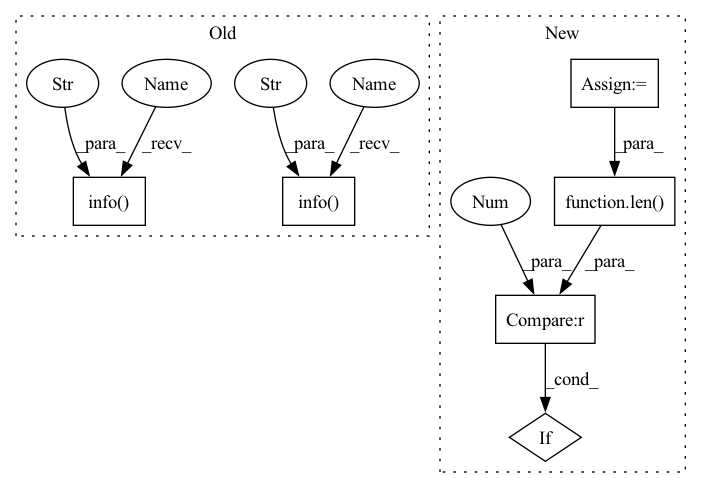 Old
New
Str
Name
Str
Name
Assign:=
_para_
_recv_
_para_
_recv_
_para_
info()
info()
Num
function.len()
_para_
_para_
Compare:r
_cond_
If